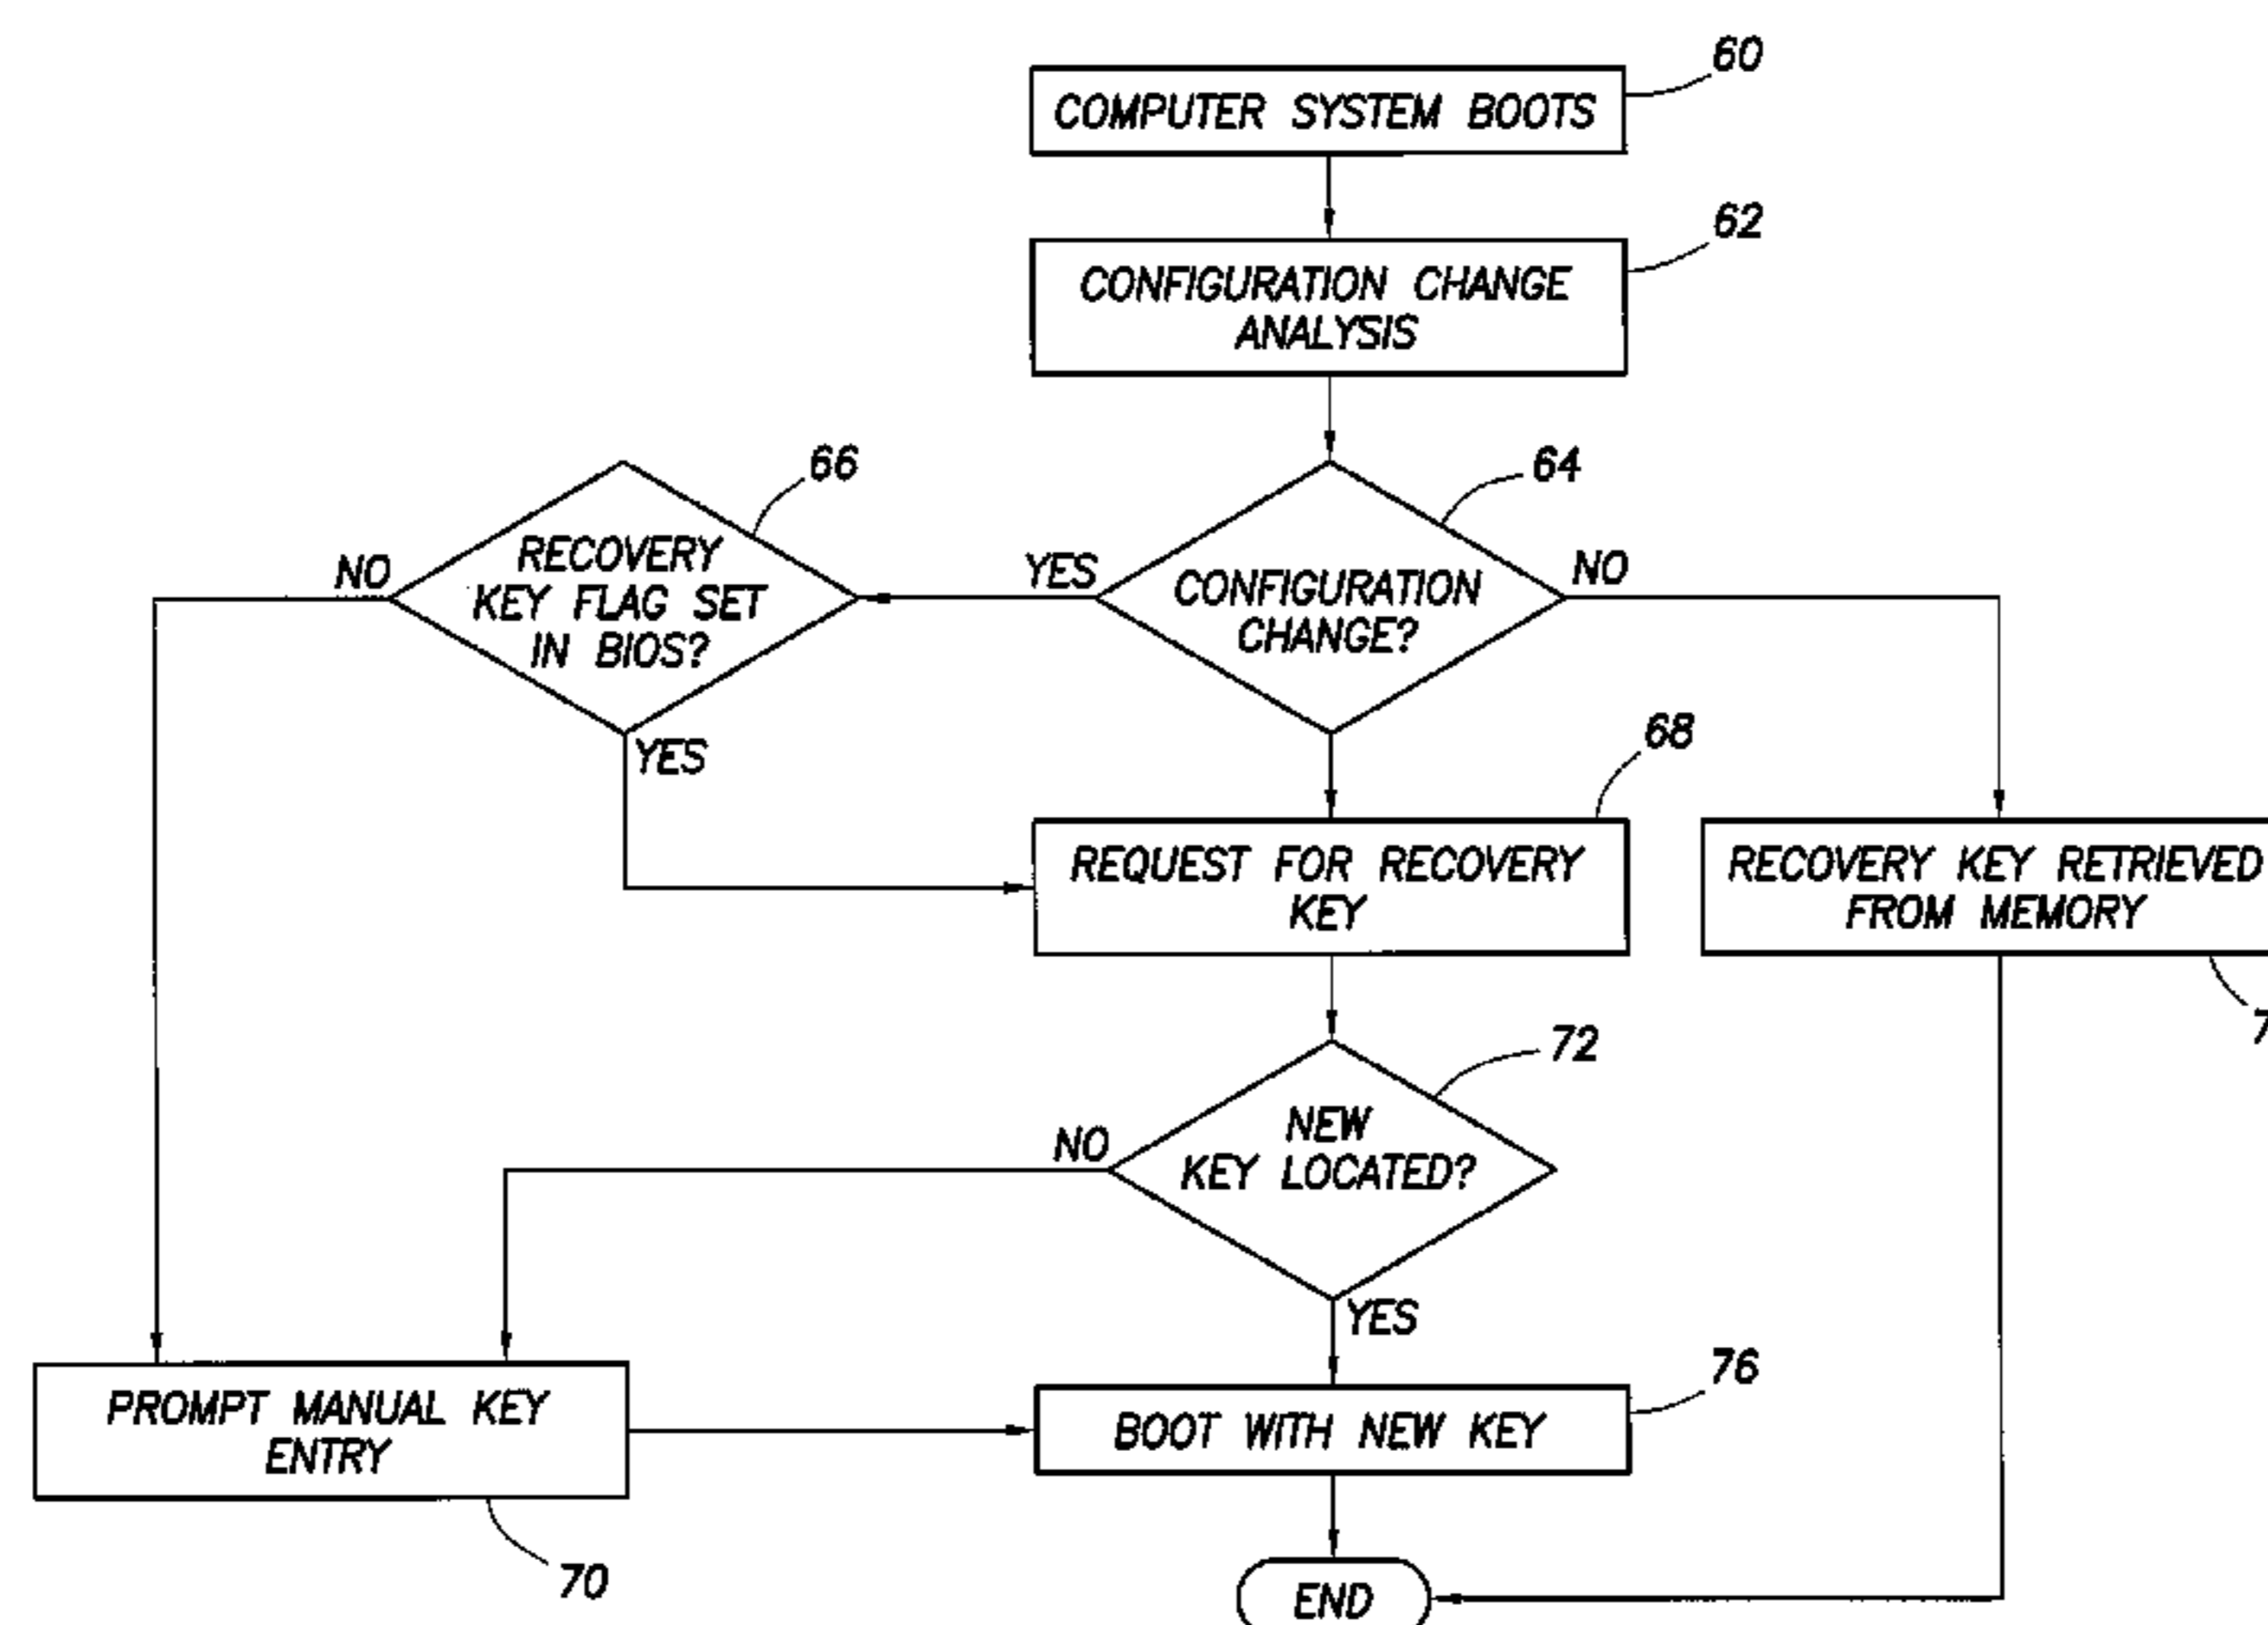 60
COMPUTER SYSTEM BOOTS
62
CONFIGURATION CHANGE
ANALYSIS
66
64
RECOVERY
KEY FLAG SET
IN BIOS?
NO
YES
CONFIGURATION
CHANGE?
NO
YES
68
REQUEST FOR RECOVERY
KEY
RECOVERY KEY RETRIEVED
FROM MEMORY
72
NEW
KEY LOCATED?
NO
YES
76
PROMPT MANUAL KEY
ENTRY
BOOT WITH NEW KEY
70
END